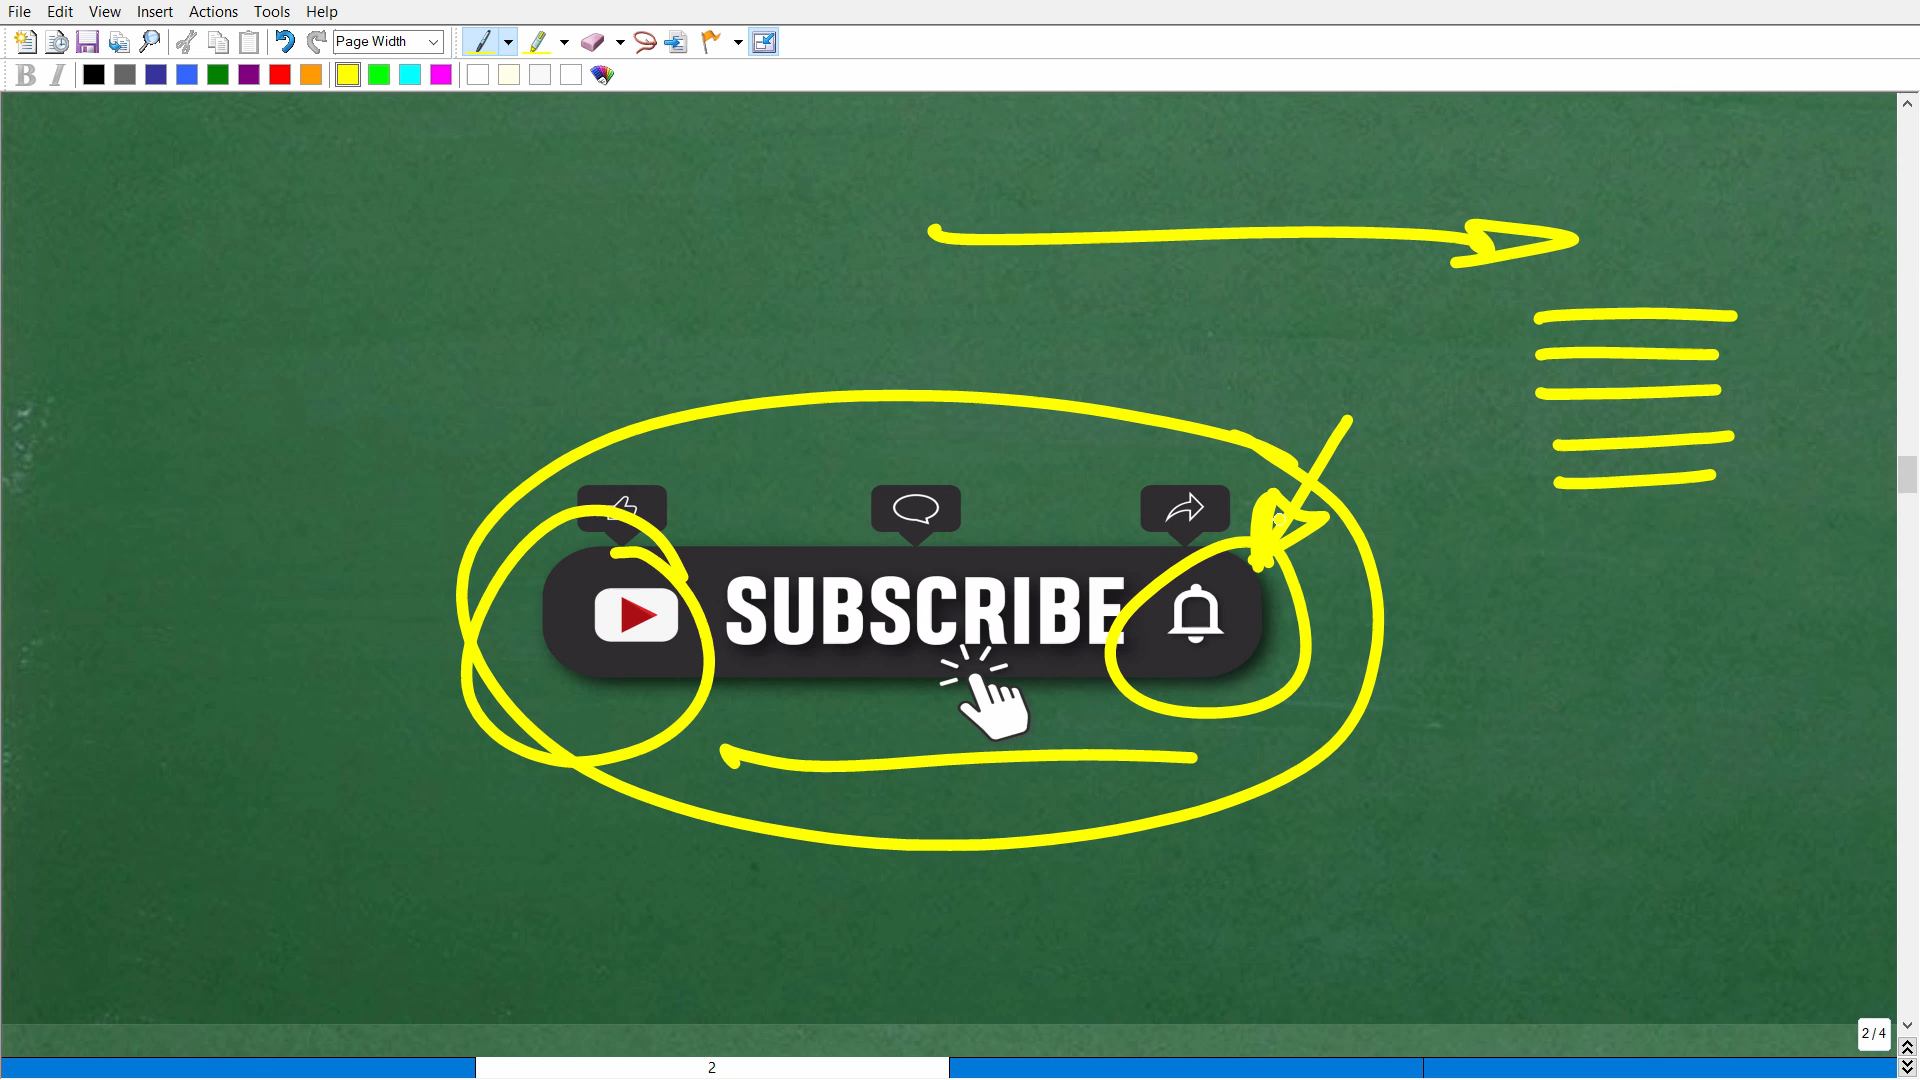 File Edit View Insert Actions Tools Help
Page Width
B I
SUBSCRIBE
2 / 4
2